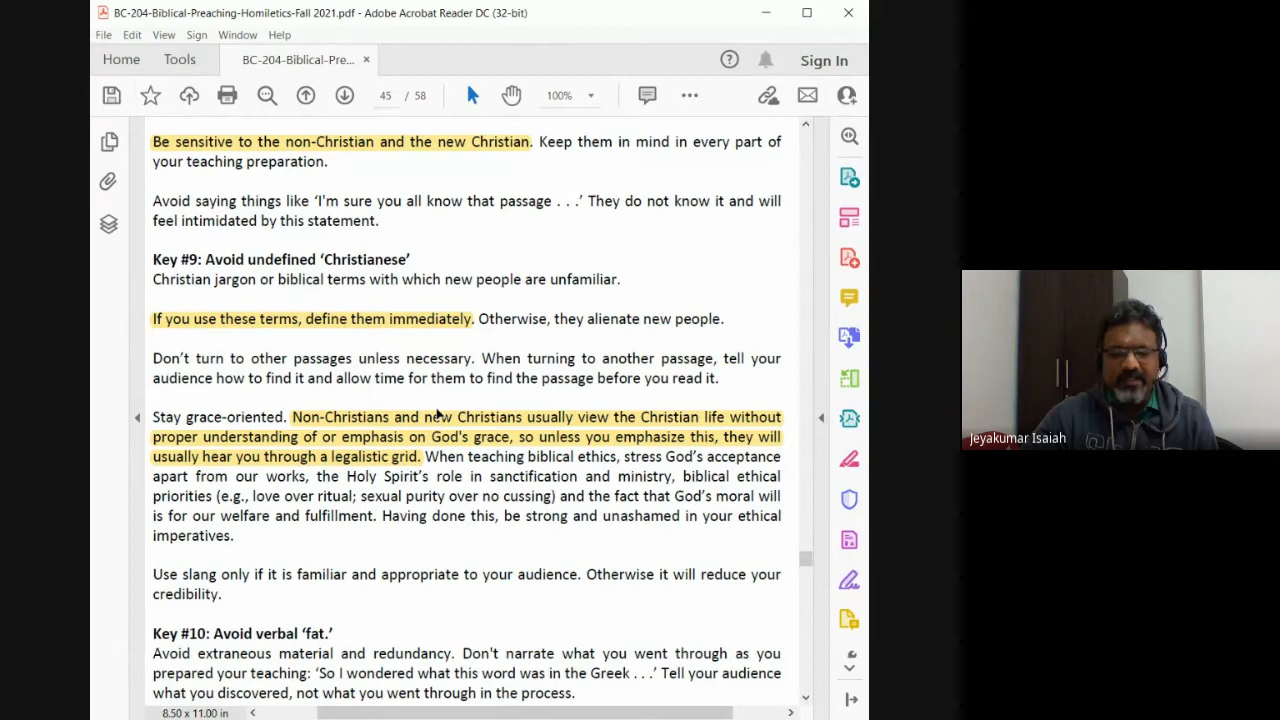 BC-204-Biblical-Preaching-Homiletics-Fall 2021.pdf - Adobe Acrobat Reader DC (32-bit)
File Edit View Sign Window Help
Home Tools BC-204-Biblical-Pre... × Sign In
45 / 58 100%
Be sensitive to the non-Christian and the new Christian. Keep them in mind in every part of
your teaching preparation.
Avoid saying things like ‘I'm sure you all know that passage . . .’ They do not know it and will
feel intimidated by this statement.
Key #9: Avoid undefined ‘Christianese’
Christian jargon or biblical terms with which new people are unfamiliar.
If you use these terms, define them immediately. Otherwise, they alienate new people.
Don’t turn to other passages unless necessary. When turning to another passage, tell your
audience how to find it and allow time for them to find the passage before you read it.
Stay grace-oriented. Non-Christians and new Christians usually view the Christian life without
proper understanding of or emphasis on God's grace, so unless you emphasize this, they will
usually hear you through a legalistic grid. When teaching biblical ethics, stress God’s acceptance
apart from our works, the Holy Spirit’s role in sanctification and ministry, biblical ethical
priorities (e.g., love over ritual; sexual purity over no cussing) and the fact that God’s moral will
is for our welfare and fulfillment. Having done this, be strong and unashamed in your ethical
imperatives.
Use slang only if it is familiar and appropriate to your audience. Otherwise it will reduce your
credibility.
Key #10: Avoid verbal ‘fat.’
Avoid extraneous material and redundancy. Don't narrate what you went through as you
prepared your teaching: ‘So I wondered what this word was in the Greek . . .’ Tell your audience
what you discovered, not what you went through in the process.
8.50 x 11.00 in
Jeyakumar Isaiah